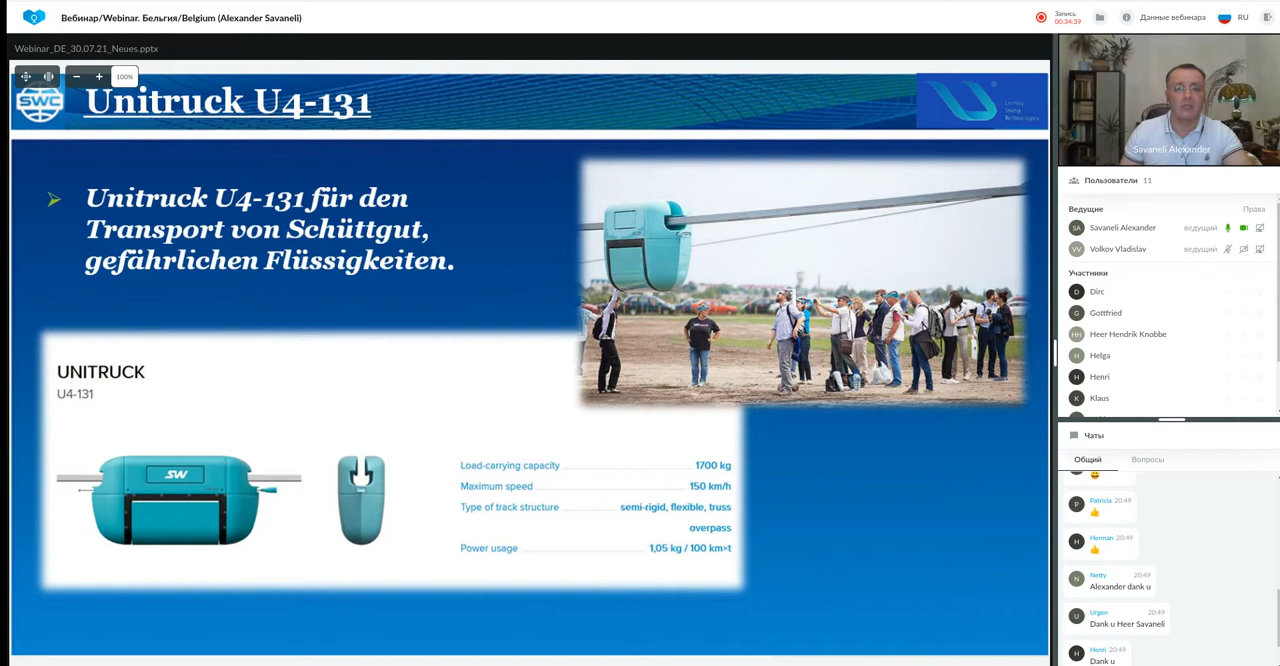 Вебинар/Webinar. Бельгия/Belgium (Alexander Savaneli)
Запись
00:34:39
Данные вебинара
RU
Webinar_DE_30.07.21_Neues.pptx
100%
SWC
Unitruck U4-131
UniSky
Technologies
Unitruck U4-131 für den
Transport von Schüttgut,
gefährlichen Flüssigkeiten.
UNITRUCK
U4-131
SW
Load-carrying capacity 1700 kg
Maximum speed 150 km/h
Type of track structure semi-rigid, flexible, truss
overpass
Power usage 1,05 kg / 100 km×t
Savaneli Alexander
Пользователи 11
Ведущие Права
SA Savaneli Alexander ведущий
VV Volkov Vladislav ведущий
Участники
D Dirc
G Gottfried
HH Heer Hendrik Knobbe
H Helga
H Henri
K Klaus
Чаты
Общий Вопросы
😀
P Patricia 20:49
👍
H Herman 20:49
👍
N Netty 20:49
Alexander dank u
U Urgen 20:49
Dank u Heer Savaneli
H Henri 20:49
Dank u